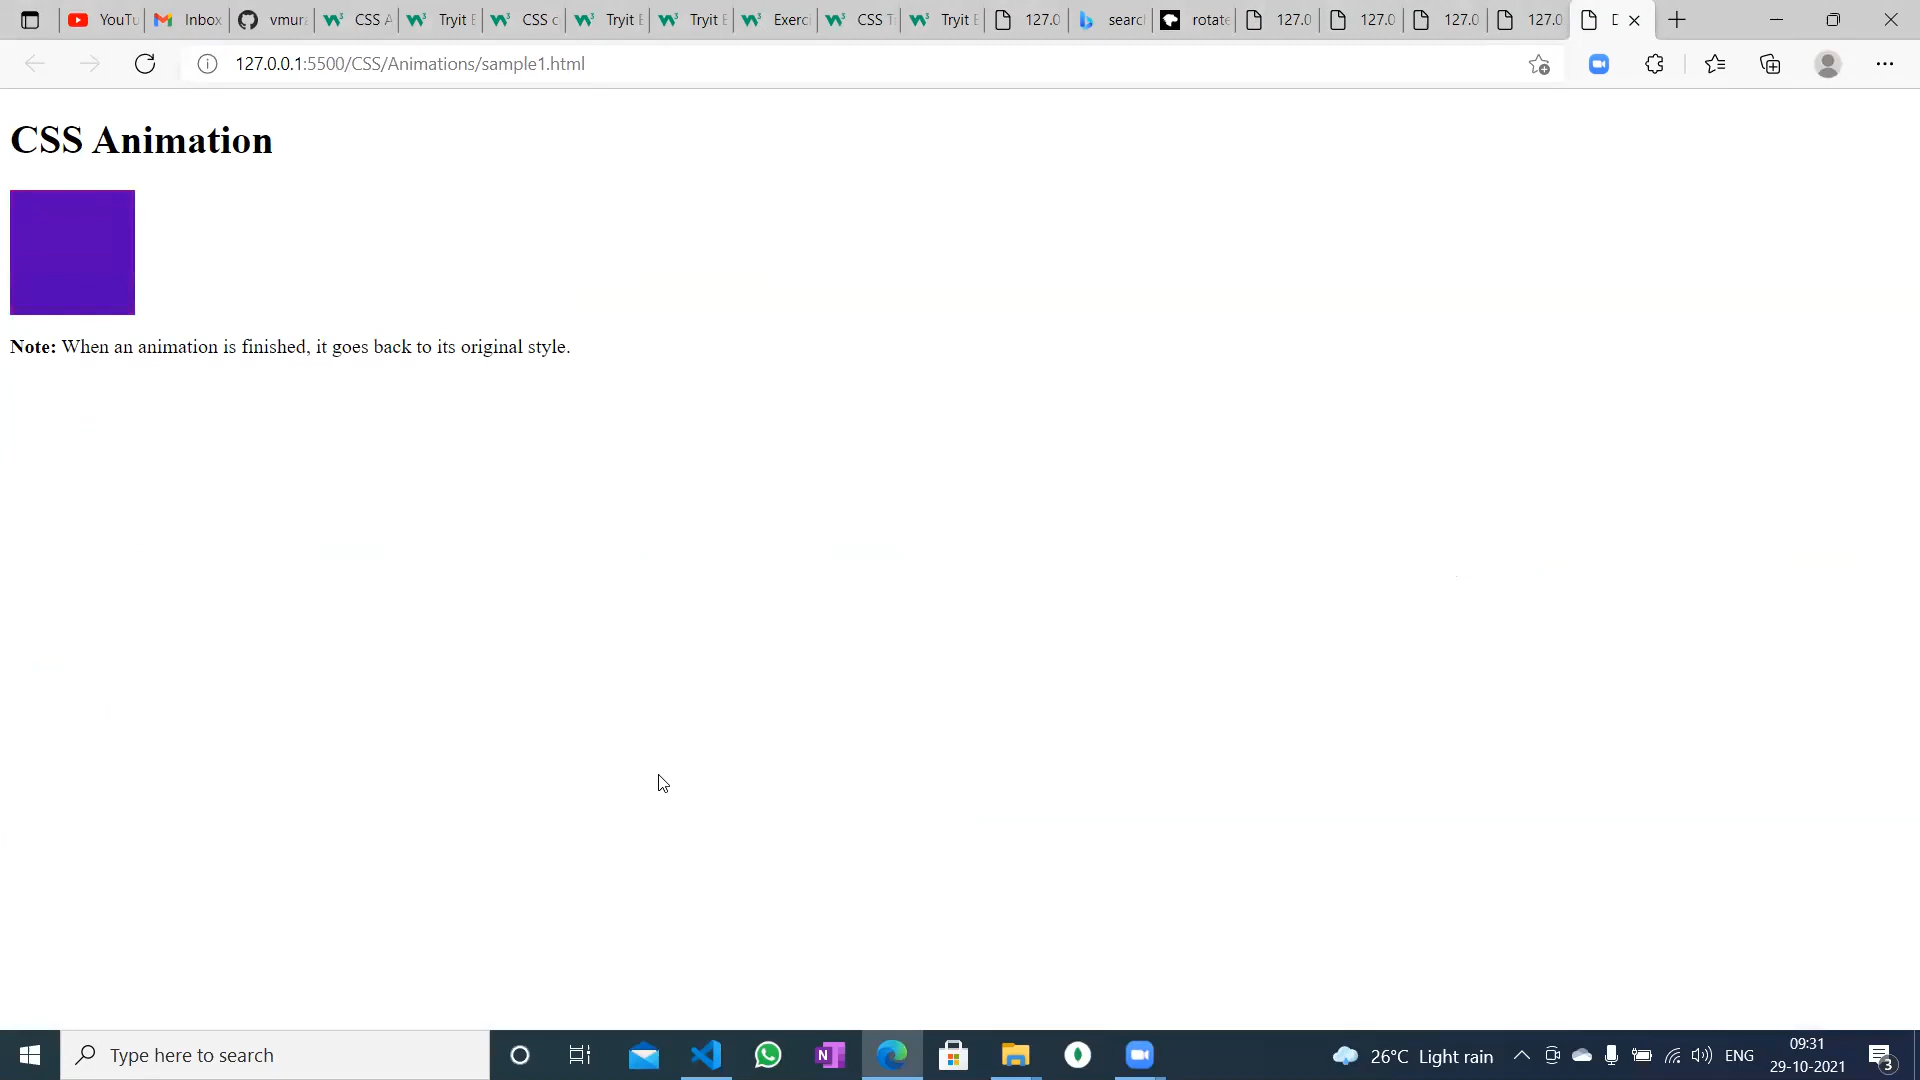 YouTu Inbox vmura CSS A Tryit E CSS c Tryit E Tryit E Exerci CSS Ti Tryit E 127.0 searc rotate 127.0 127.0 127.0 127.0 D
127.0.0.1:5500/CSS/Animations/sample1.html
CSS Animation
Note: When an animation is finished, it goes back to its original style.
Type here to search
26°C Light rain
ENG
09:31
29-10-2021
3